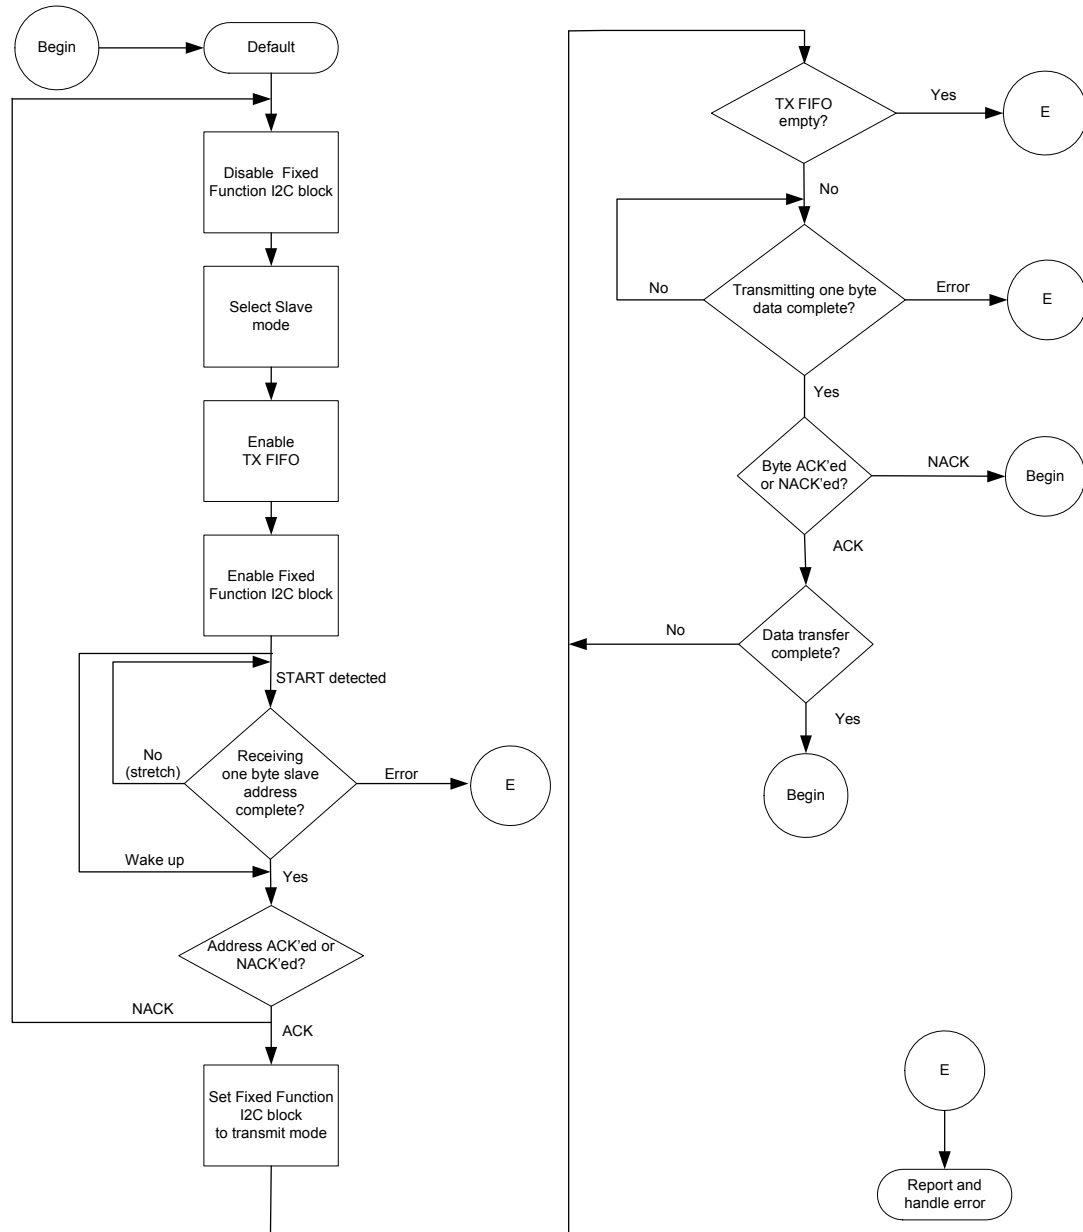 Begin
Default
Disable Fixed
Function I2C block
Select Slave
mode
Enable
TX FIFO
Enable Fixed
Function I2C block
START detected
No
(stretch)
Receiving
one byte slave
address
complete?
Error
E
Wake up
Yes
Address ACK'ed or
NACK'ed?
NACK
ACK
Set Fixed Function
I2C block
to transmit mode
TX FIFO
empty?
Yes
E
No
No
Transmitting one byte
data complete?
Error
E
Yes
Byte ACK'ed
or NACK'ed?
NACK
Begin
ACK
No
Data transfer
complete?
Yes
Begin
E
Report and
handle error